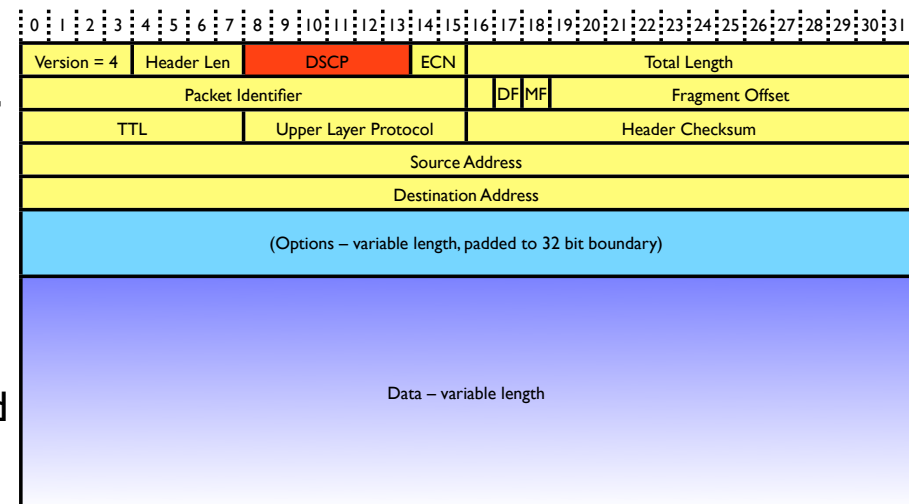 0 1 2 3 4 5 6 7 8 9 10 11 12 13 14 15 16 17 18 19 20 21 22 23 24 25 26 27 28 29 30 31
Version = 4 Header Len DSCP ECN Total Length
Packet Identifier DF MF Fragment Offset
TTL Upper Layer Protocol Header Checksum
Source Address
Destination Address
(Options – variable length, padded to 32 bit boundary)
Data – variable length